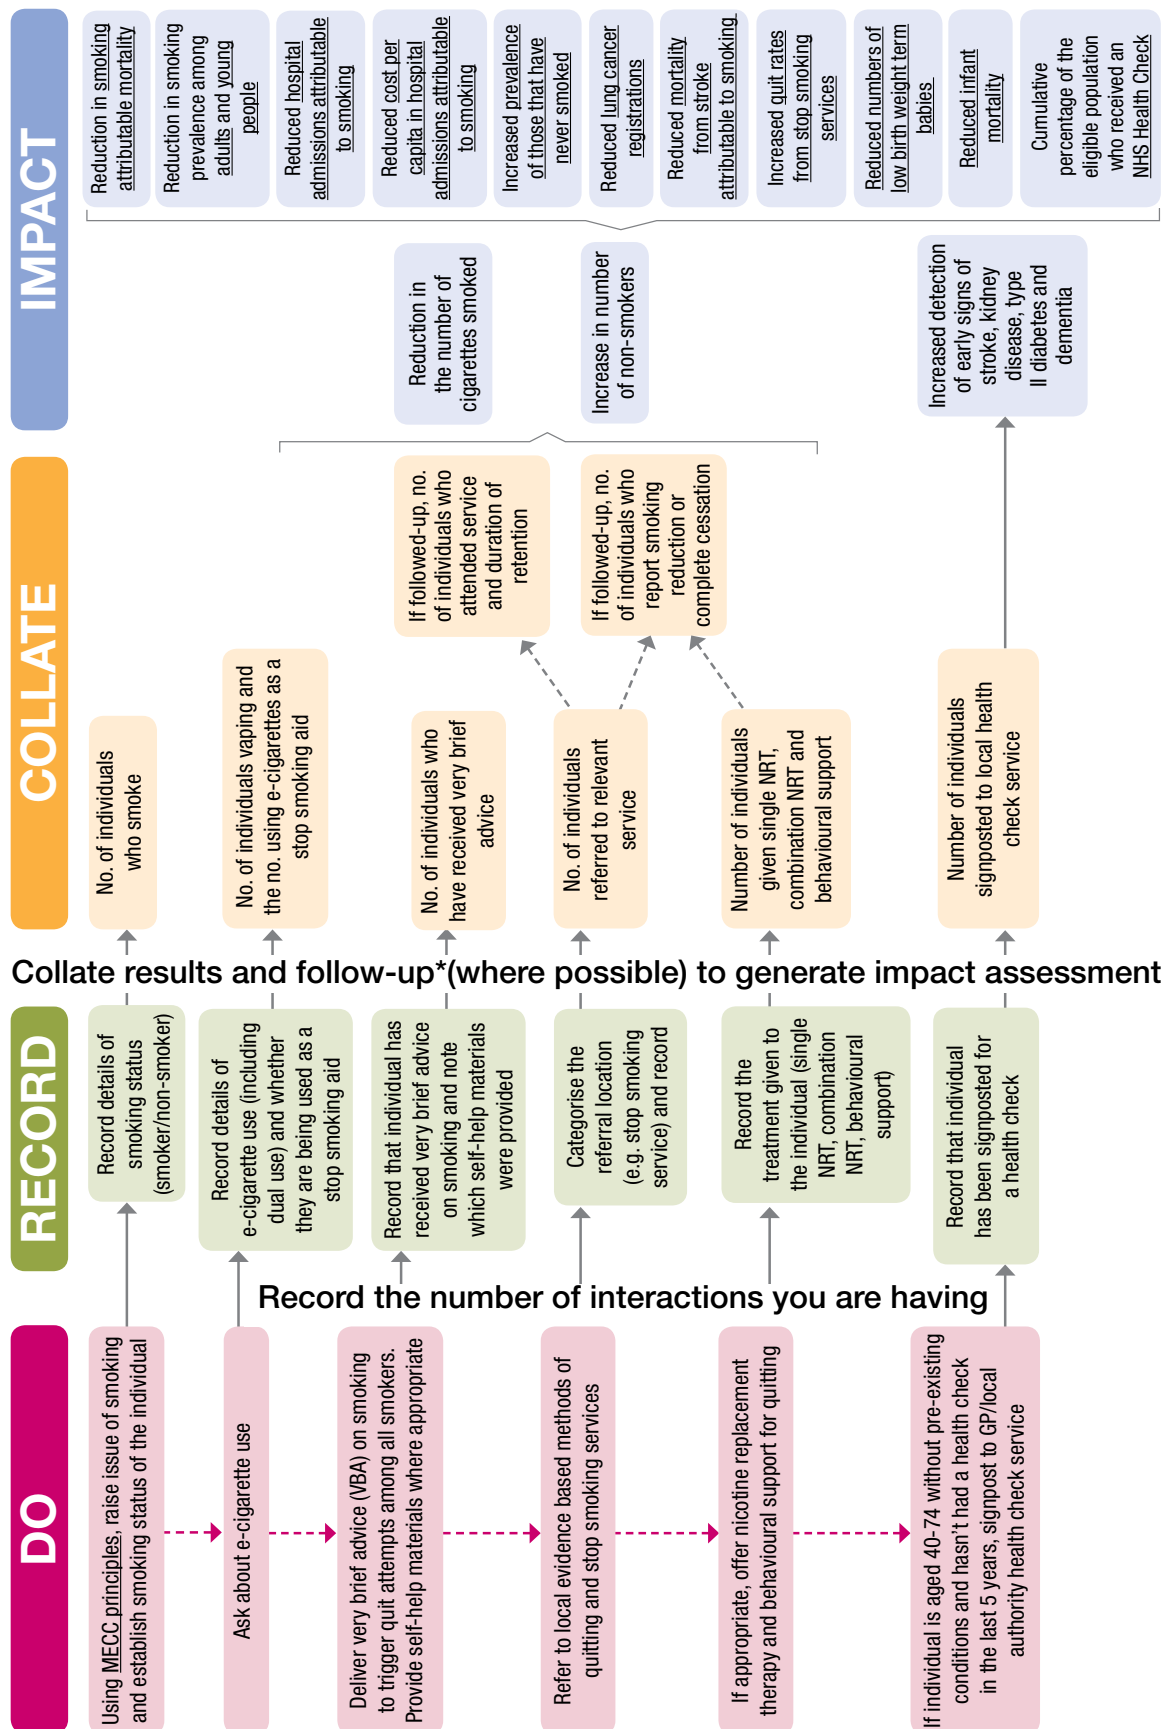 DO
Using MECC principles, raise issue of smoking
and establish smoking status of the individual
Ask about e-cigarette use
Deliver very brief advice (VBA) on smoking
to trigger quit attempts among all smokers.
Provide self-help materials where appropriate
Refer to local evidence based methods of
quitting and stop smoking services
If appropriate, offer nicotine replacement
therapy and behavioural support for quitting
If individual is aged 40-74 without pre-existing
conditions and hasn't had a health check
in the last 5 years, signpost to GP/local
authority health check service
Record the number of interactions you are having
RECORD
Record details of
smoking status
(smoker/non-smoker)
Record details of
e-cigarette use (including
dual use) and whether
they are being used as a
stop smoking aid
Record that individual has
received very brief advice
on smoking and note
which self-help materials
were provided
Categorise the
referral location
(e.g. stop smoking
service) and record
Record the
treatment given to
the individual (single
NRT, combination
NRT, behavioural
support)
Record that individual
has been signposted for
a health check
Collate results and follow-up*(where possible) to generate impact assessment
COLLATE
No. of individuals
who smoke
No. of individuals vaping and
the no. using e-cigarettes as a
stop smoking aid
No. of individuals who
have received very brief
advice
No. of individuals
referred to relevant
service
Number of individuals
given single NRT,
combination NRT and
behavioural support
Number of individuals
signposted to local health
check service
If followed-up, no.
of individuals who
attended service
and duration of
retention
If followed-up, no.
of individuals who
report smoking
reduction or
complete cessation
IMPACT
Reduction in
the number of
cigarettes smoked
Increase in number
of non-smokers
Increased detection
of early signs of
stroke, kidney
disease, type
II diabetes and
dementia
Reduction in smoking
attributable mortality
Reduction in smoking
prevalence among
adults and young
people
Reduced hospital
admissions attributable
to smoking
Reduced cost per
capita in hospital
admissions attributable
to smoking
Increased prevalence
of those that have
never smoked
Reduced lung cancer
registrations
Reduced mortality
from stroke
attributable to smoking
Increased quit rates
from stop smoking
services
Reduced numbers of
low birth weight term
babies
Reduced infant
mortality
Cumulative
percentage of the
eligible population
who received an
NHS Health Check